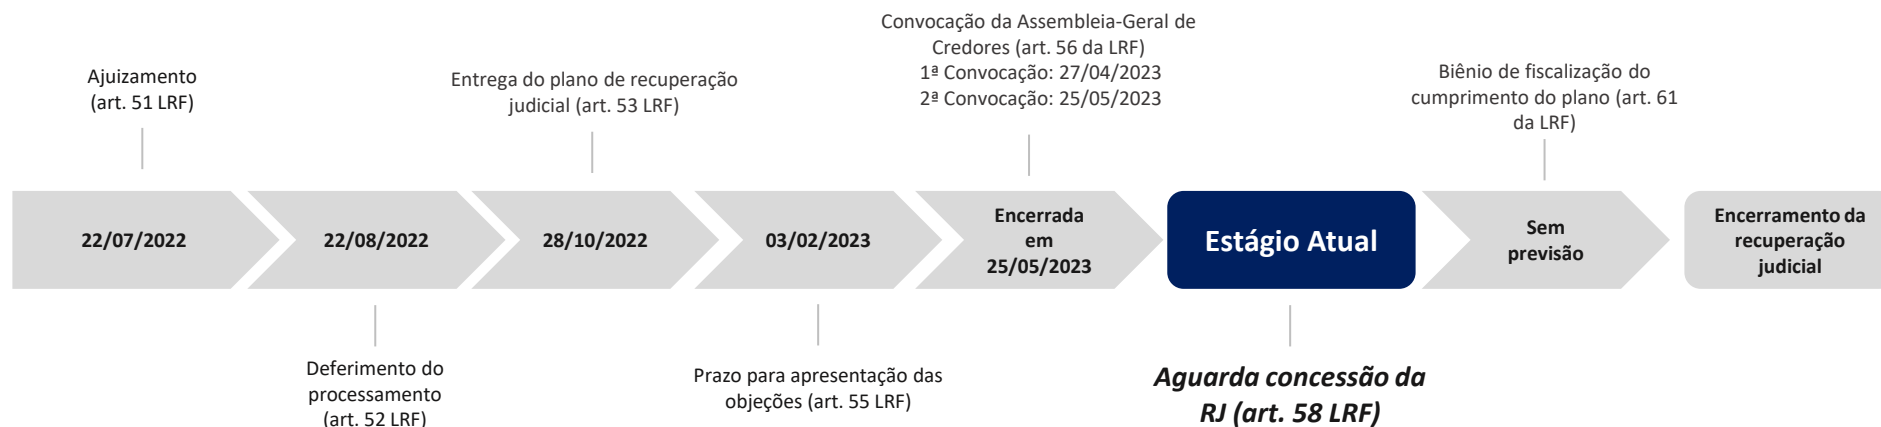 Ajuizamento
(art. 51 LRF)
Entrega do plano de recuperação
judicial (art. 53 LRF)
Convocação da Assembleia-Geral de
Credores (art. 56 da LRF)
1ª Convocação: 27/04/2023
2ª Convocação: 25/05/2023
Biênio de fiscalização do
cumprimento do plano (art. 61
da LRF)
22/07/2022
22/08/2022
28/10/2022
03/02/2023
Encerrada
em
25/05/2023
Estágio Atual
Sem
previsão
Encerramento da
recuperação
judicial
Deferimento do
processamento
(art. 52 LRF)
Prazo para apresentação das
objeções (art. 55 LRF)
Aguarda concessão da
RJ (art. 58 LRF)